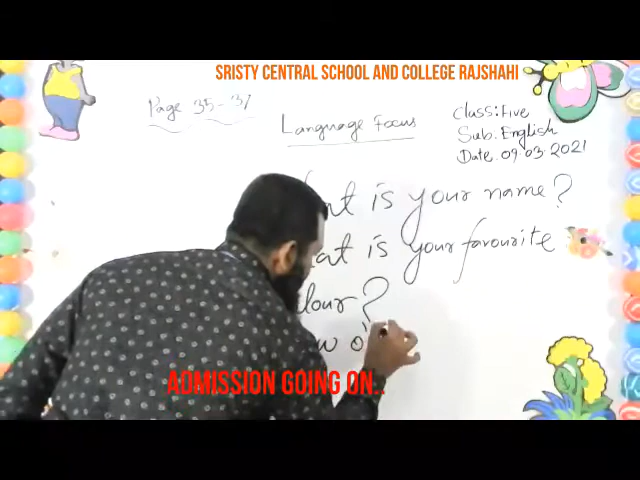 SRISTY CENTRAL SCHOOL AND COLLEGE RAJSHAHI
Page 35-37
Language Focus
Class: Five
Sub. English
Date. 09.03.2021
is your name?
is your favourite
?
ADMISSION GOING ON..